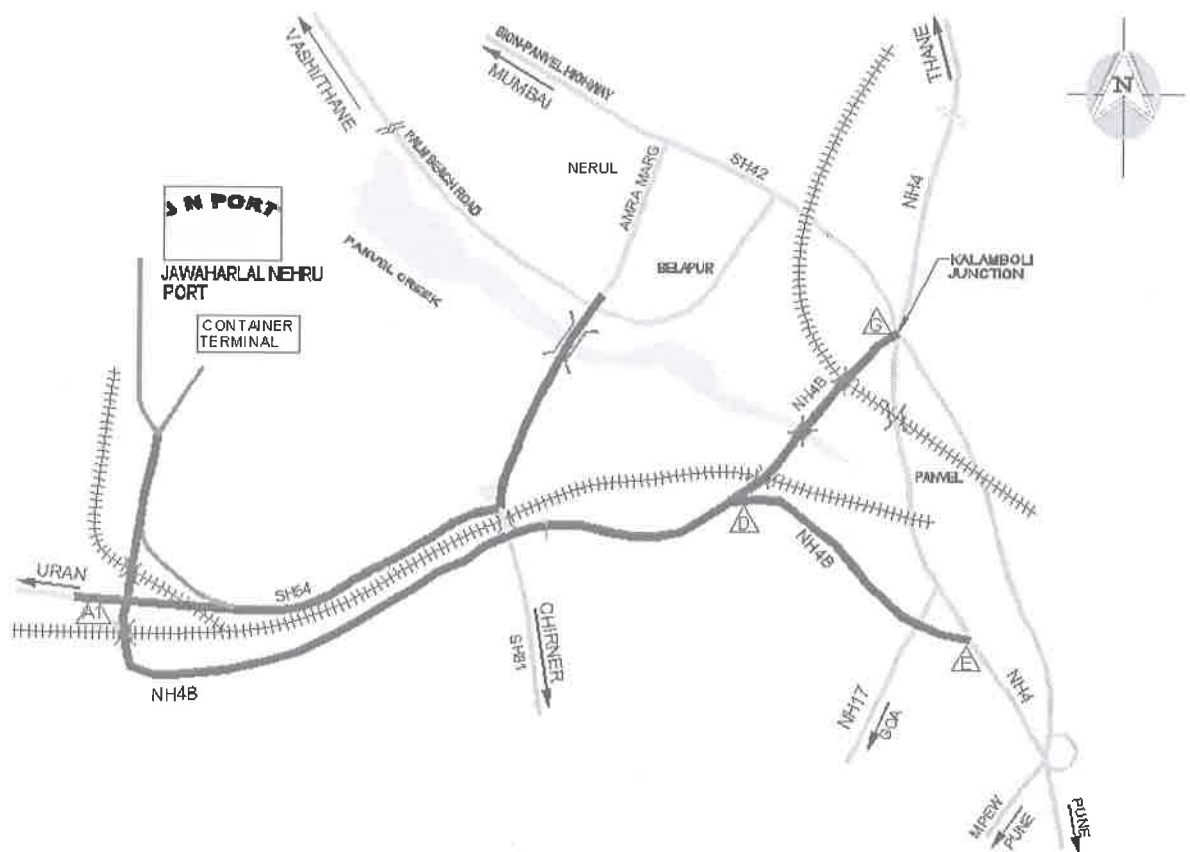 VASHI/THANE
SION-PANVEL HIGHWAY
MUMBAI
THANE
N
PALM BEACH ROAD
NERUL
AMRA MARG
SH42
NH4
J N PORT
JAWAHARLAL NEHRU
PORT
PANVEL CREEK
BELAPUR
KALAMBOLI
JUNCTION
CONTAINER
TERMINAL
G
NH4B
PANVEL
D
NH4B
URAN
A1
SH54
CHIRNER
SH81
E
NH4B
NH17
GOA
NH4
MPEW
PUNE
PUNE